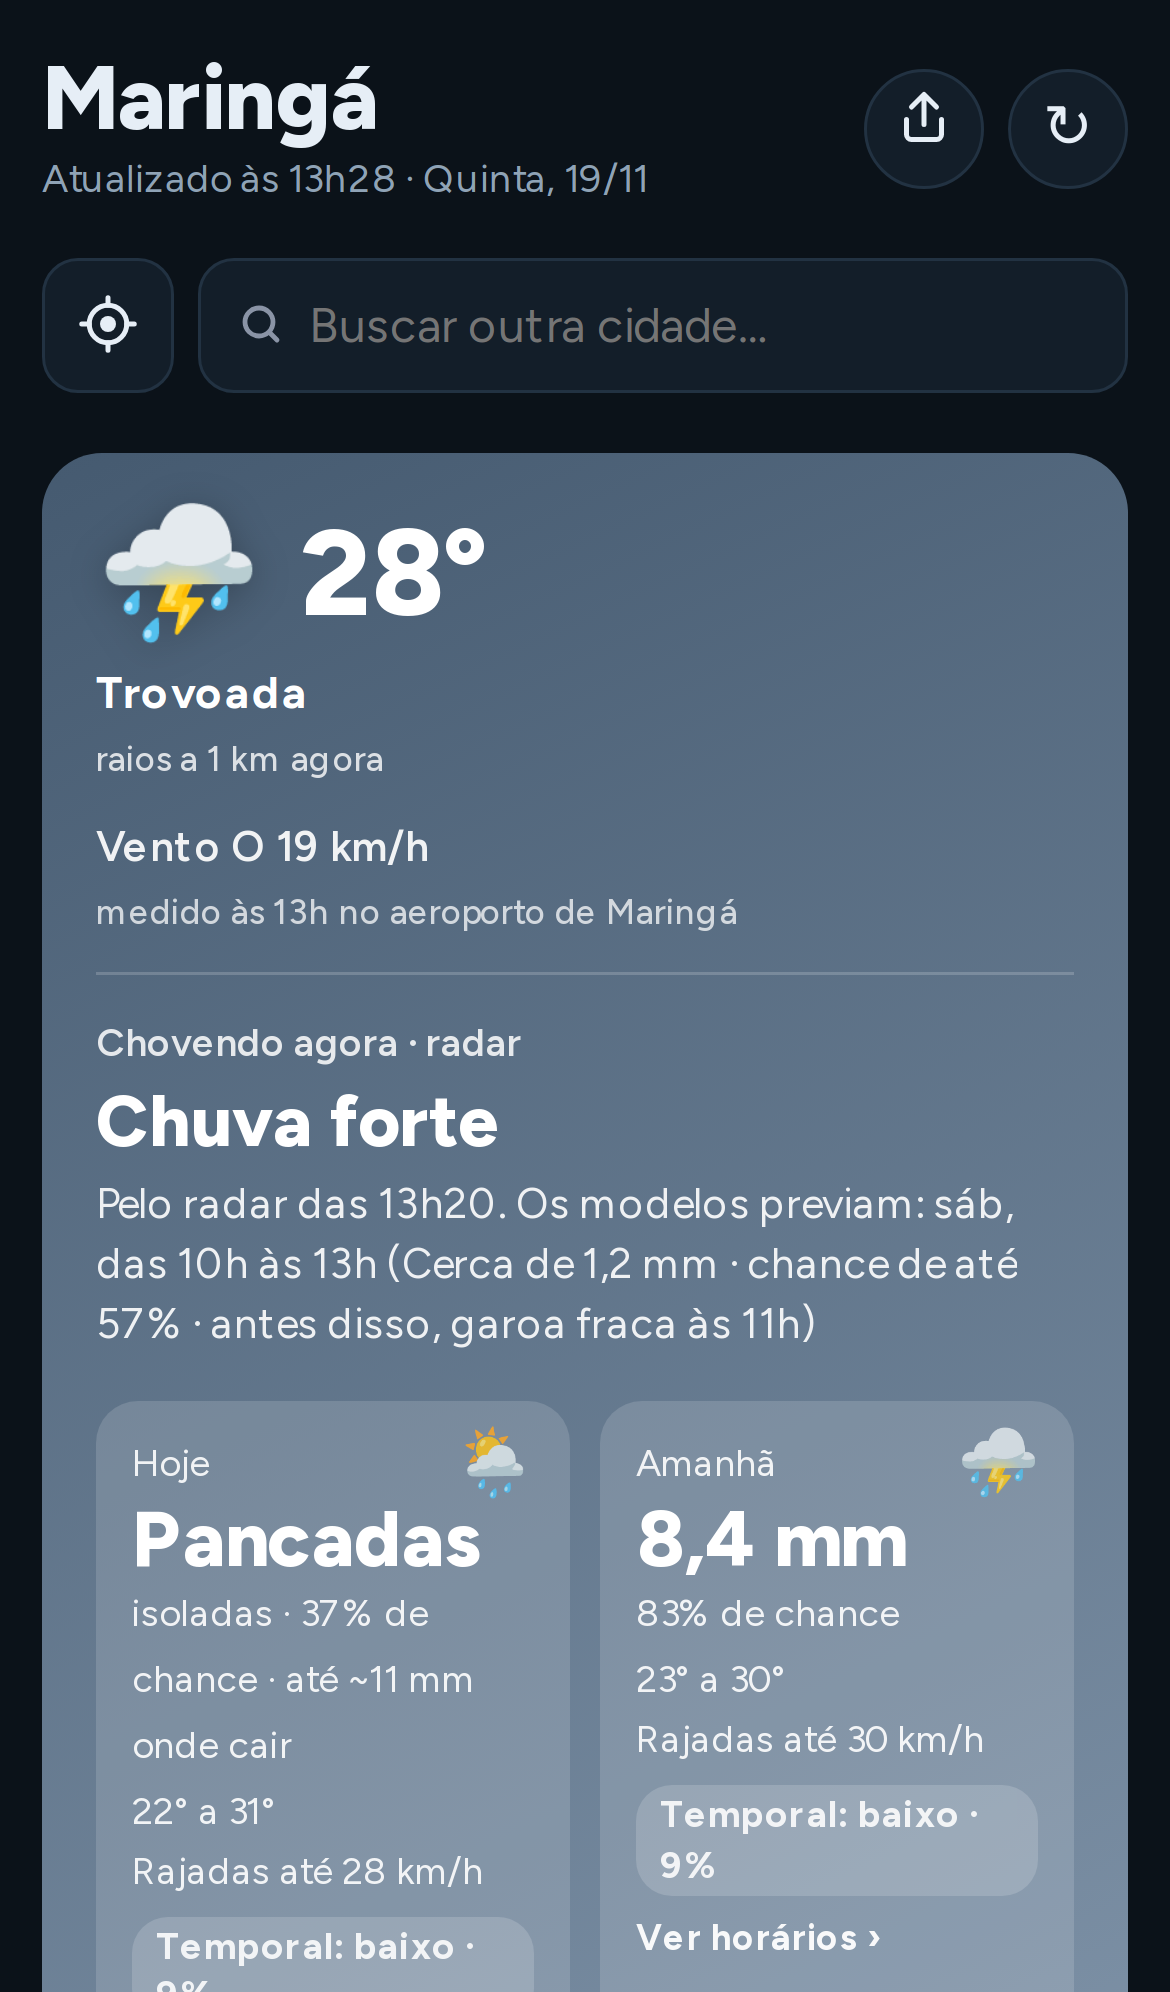 Maringá
Atualizado às 13h28 · Quinta, 19/11
Buscar outra cidade...
28°
Trovoada
raios a 1 km agora
Vento O 19 km/h
medido às 13h no aeroporto de Maringá
Chovendo agora · radar
Chuva forte
Pelo radar das 13h20. Os modelos previam: sáb,
das 10h às 13h (Cerca de 1,2 mm · chance de até
57% · antes disso, garoa fraca às 11h)
Hoje
Pancadas
isoladas · 37% de
chance · até ~11 mm
onde cair
22° a 31°
Rajadas até 28 km/h
Temporal: baixo ·
9%
Amanhã
8,4 mm
83% de chance
23° a 30°
Rajadas até 30 km/h
Temporal: baixo ·
9%
Ver horários ›